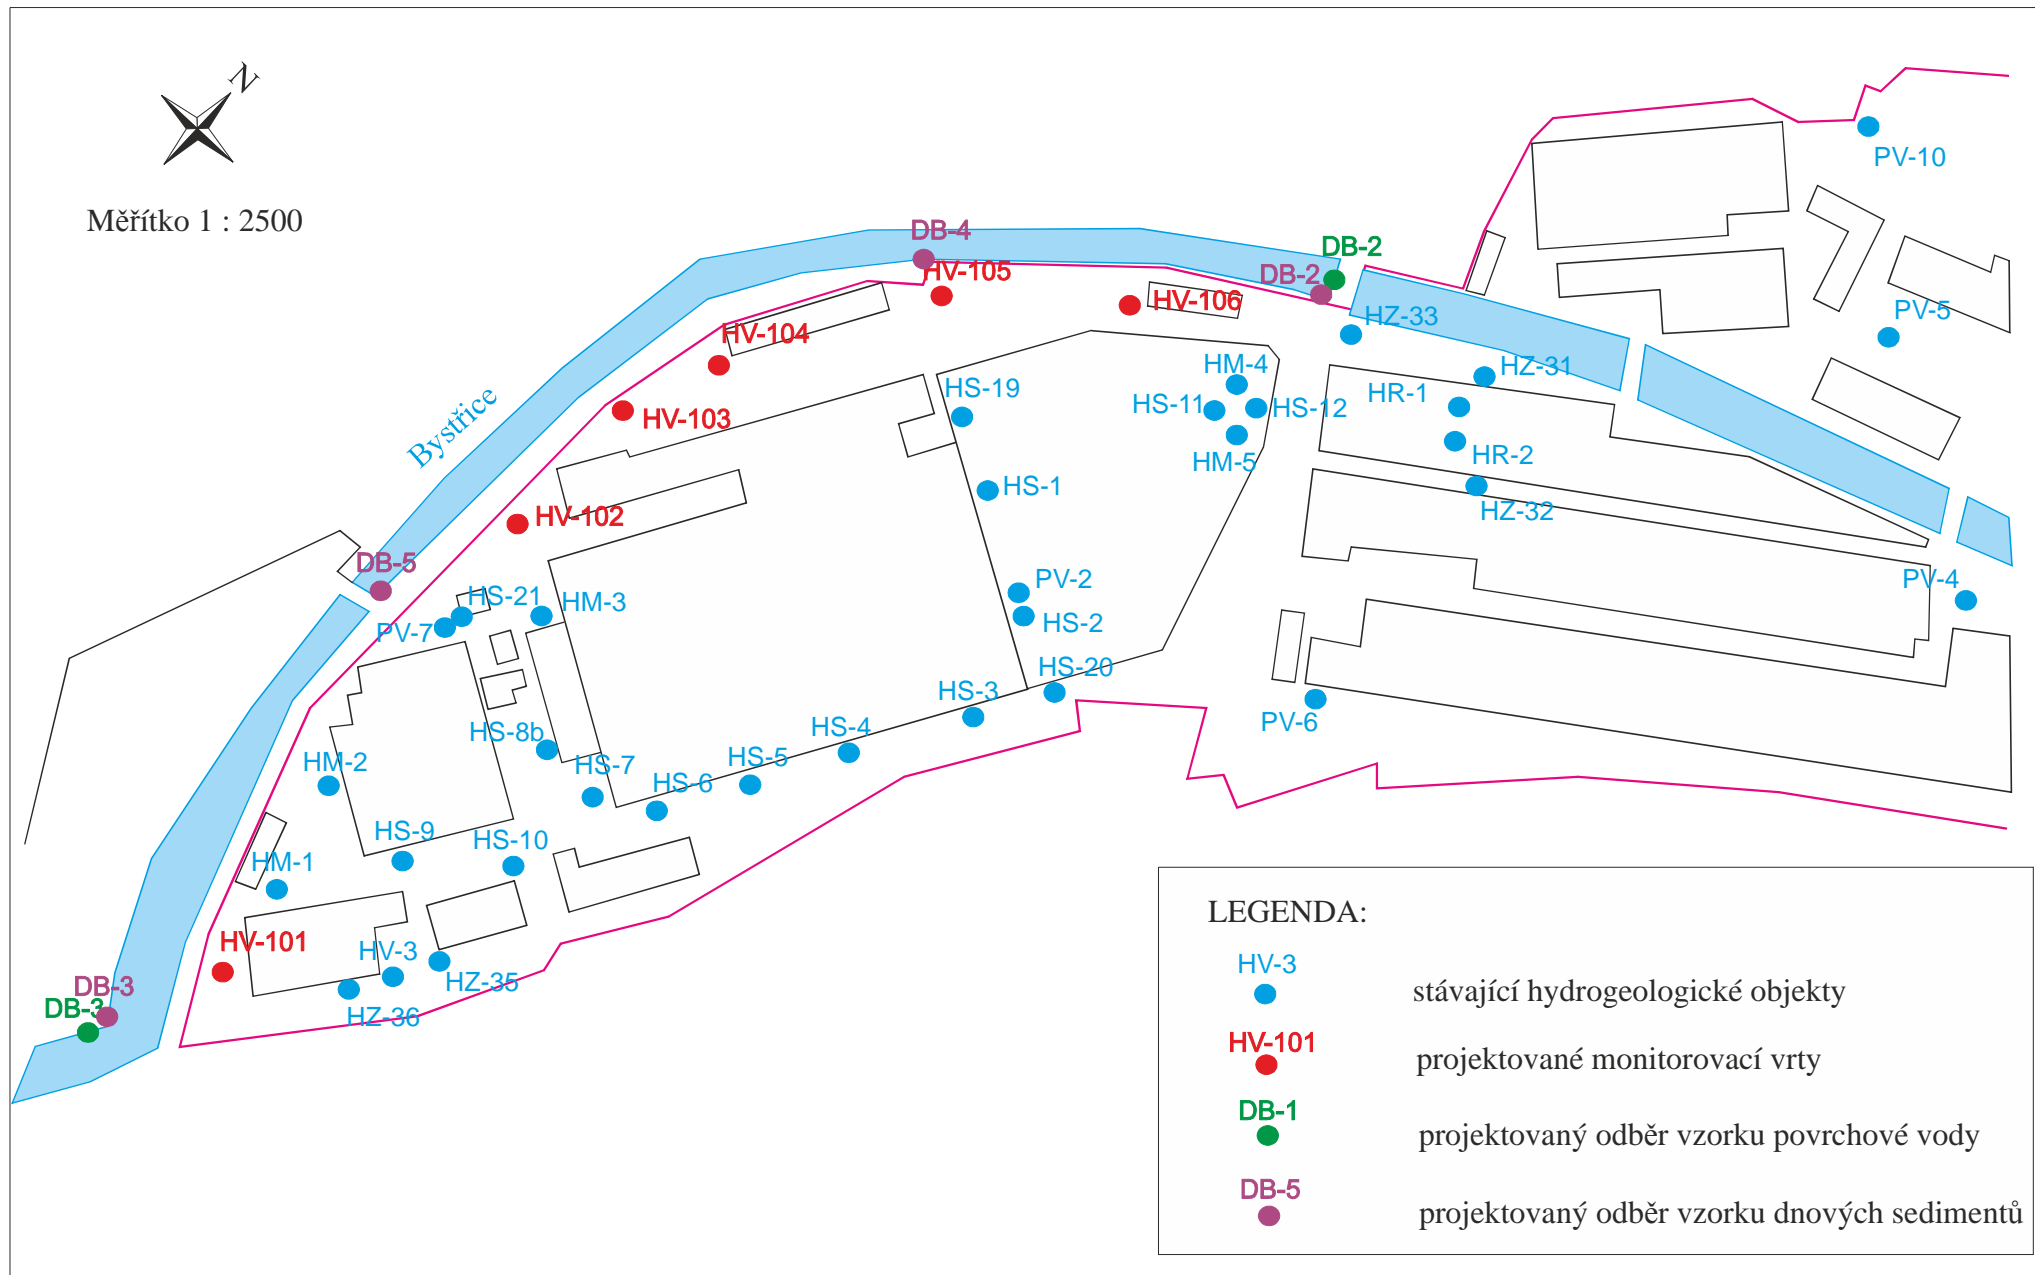 N
Měřítko 1 : 2500
PV-10
DB-4
DB-2
HV-105
DB-2
HV-106
HZ-33
PV-5
HV-104
HM-4
HZ-31
HR-1
HS-19
HS-11
HS-12
HV-103
Bystřice
HM-5
HR-2
HS-1
HZ-32
HV-102
DB-5
PV-2
PV-4
HS-21
HM-3
PV-7
HS-2
HS-20
HS-3
PV-6
HS-8b
HS-4
HM-2
HS-7
HS-5
HS-6
HS-9
HS-10
HM-1
HV-101
HV-3
HZ-35
DB-3
DB-3
HZ-36
LEGENDA:
HV-3
stávající hydrogeologické objekty
HV-101
projektované monitorovací vrty
DB-1
projektovaný odběr vzorku povrchové vody
DB-5
projektovaný odběr vzorku dnových sedimentů